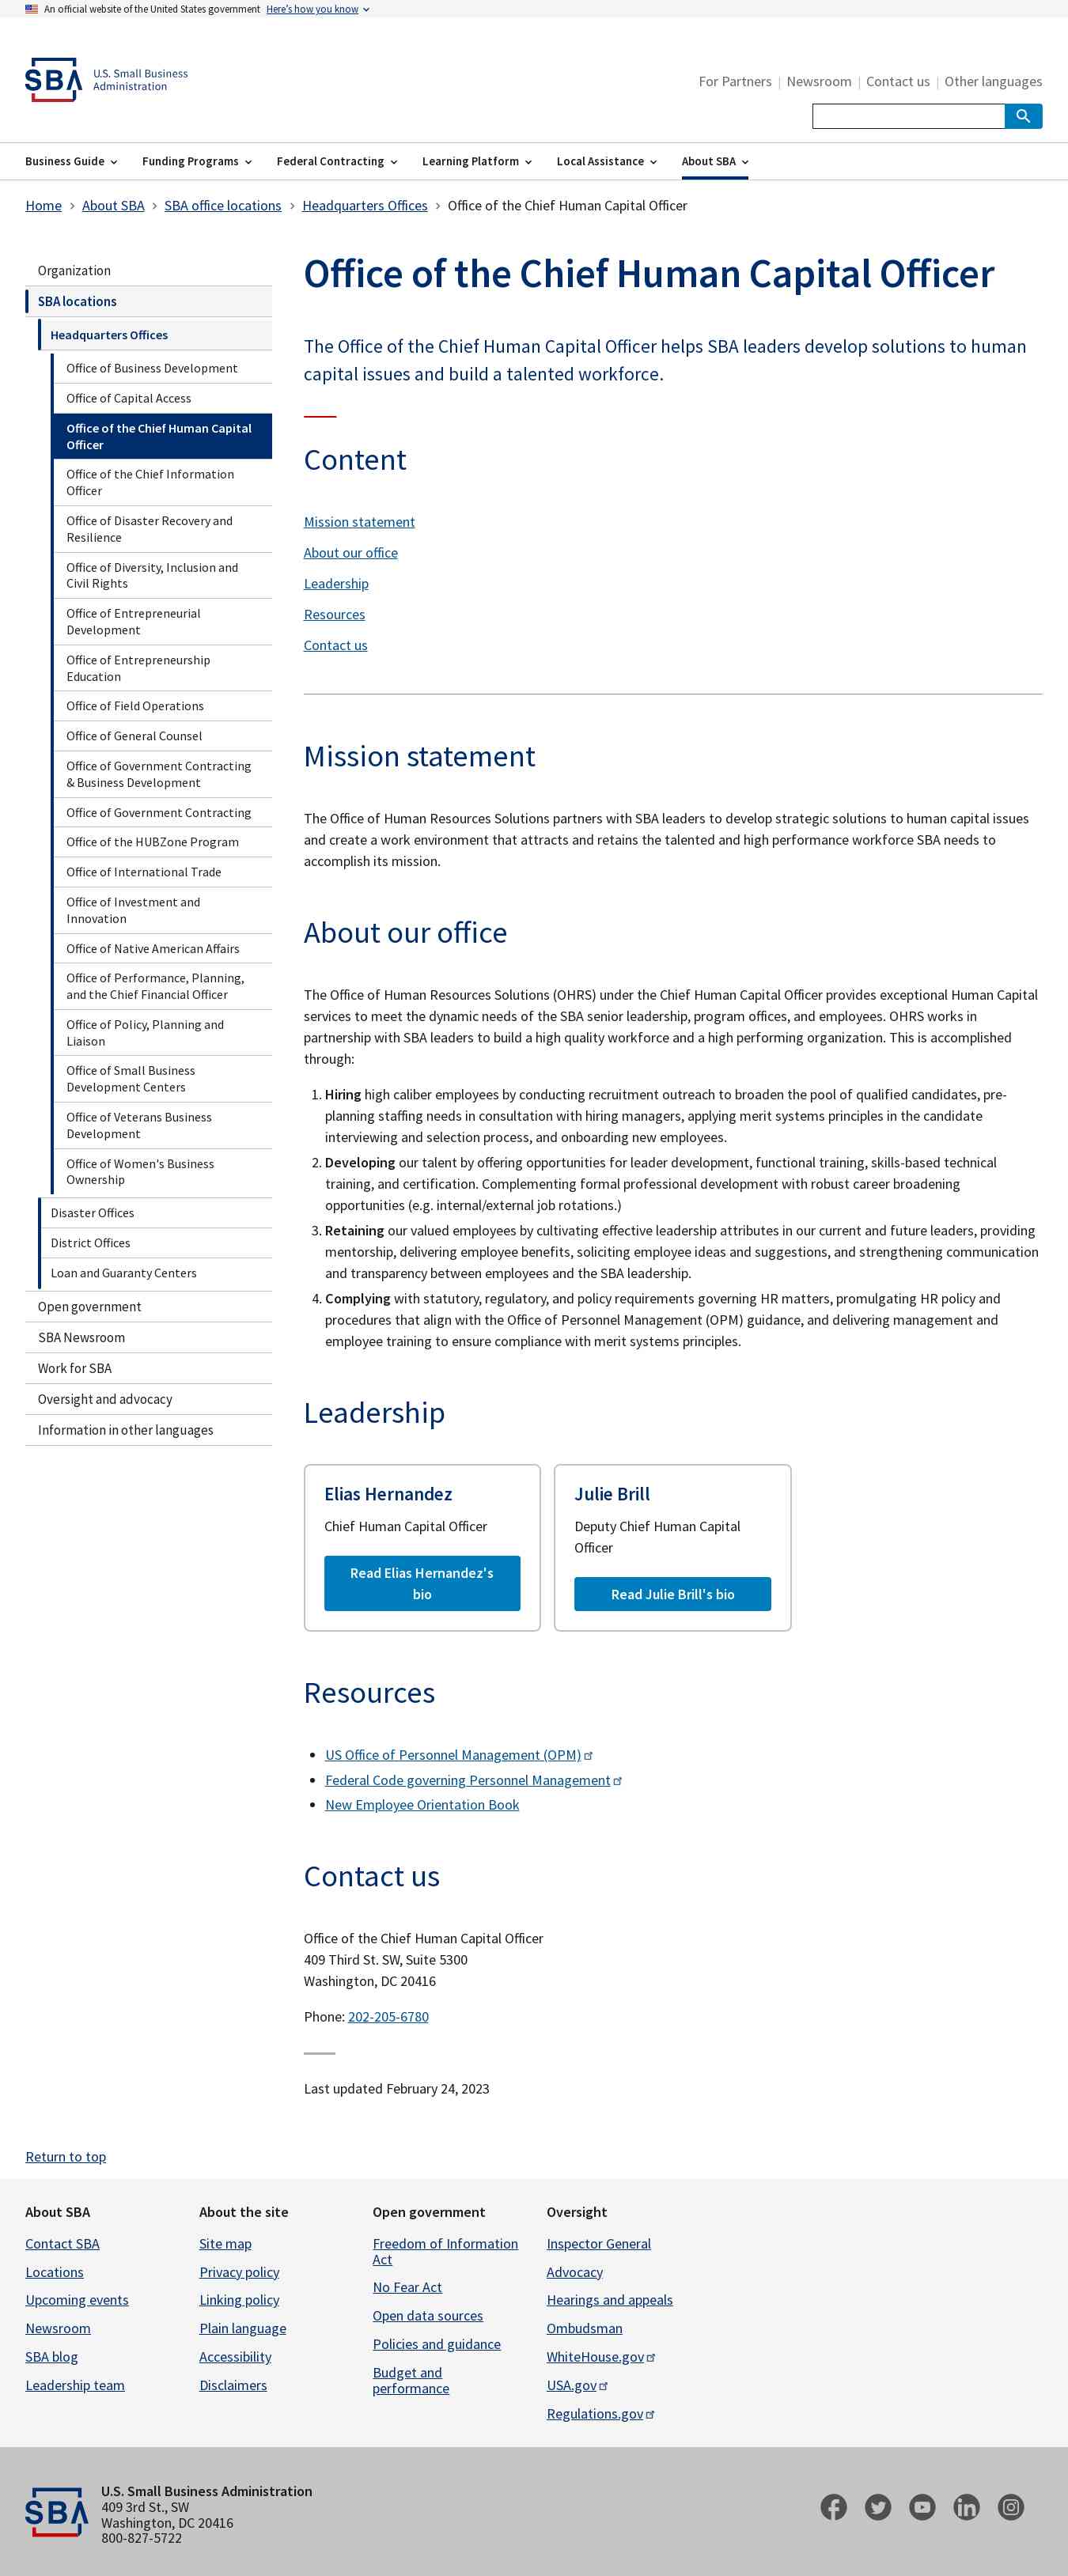 An official website of the United States government Here's how you know
SBA
U.S. Small Business
Administration
For Partners | Newsroom | Contact us | Other languages
Business Guide
Funding Programs
Federal Contracting
Learning Platform
Local Assistance
About SBA
Home > About SBA > SBA office locations > Headquarters Offices > Office of the Chief Human Capital Officer
Organization
SBA locations
Headquarters Offices
Office of Business Development
Office of Capital Access
Office of the Chief Human Capital
Officer
Office of the Chief Information
Officer
Office of Disaster Recovery and
Resilience
Office of Diversity, Inclusion and
Civil Rights
Office of Entrepreneurial
Development
Office of Entrepreneurship
Education
Office of Field Operations
Office of General Counsel
Office of Government Contracting
& Business Development
Office of Government Contracting
Office of the HUBZone Program
Office of International Trade
Office of Investment and
Innovation
Office of Native American Affairs
Office of Performance, Planning,
and the Chief Financial Officer
Office of Policy, Planning and
Liaison
Office of Small Business
Development Centers
Office of Veterans Business
Development
Office of Women's Business
Ownership
Disaster Offices
District Offices
Loan and Guaranty Centers
Open government
SBA Newsroom
Work for SBA
Oversight and advocacy
Information in other languages
Office of the Chief Human Capital Officer
The Office of the Chief Human Capital Officer helps SBA leaders develop solutions to human
capital issues and build a talented workforce.
Content
Mission statement
About our office
Leadership
Resources
Contact us
Mission statement
The Office of Human Resources Solutions partners with SBA leaders to develop strategic solutions to human capital issues
and create a work environment that attracts and retains the talented and high performance workforce SBA needs to
accomplish its mission.
About our office
The Office of Human Resources Solutions (OHRS) under the Chief Human Capital Officer provides exceptional Human Capital
services to meet the dynamic needs of the SBA senior leadership, program offices, and employees. OHRS works in
partnership with SBA leaders to build a high quality workforce and a high performing organization. This is accomplished
through:
1. Hiring high caliber employees by conducting recruitment outreach to broaden the pool of qualified candidates, pre-
planning staffing needs in consultation with hiring managers, applying merit systems principles in the candidate
interviewing and selection process, and onboarding new employees.
2. Developing our talent by offering opportunities for leader development, functional training, skills-based technical
training, and certification. Complementing formal professional development with robust career broadening
opportunities (e.g. internal/external job rotations.)
3. Retaining our valued employees by cultivating effective leadership attributes in our current and future leaders, providing
mentorship, delivering employee benefits, soliciting employee ideas and suggestions, and strengthening communication
and transparency between employees and the SBA leadership.
4. Complying with statutory, regulatory, and policy requirements governing HR matters, promulgating HR policy and
procedures that align with the Office of Personnel Management (OPM) guidance, and delivering management and
employee training to ensure compliance with merit systems principles.
Leadership
Elias Hernandez
Chief Human Capital Officer
Read Elias Hernandez's
bio
Julie Brill
Deputy Chief Human Capital
Officer
Read Julie Brill's bio
Resources
• US Office of Personnel Management (OPM)
• Federal Code governing Personnel Management
• New Employee Orientation Book
Contact us
Office of the Chief Human Capital Officer
409 Third St. SW, Suite 5300
Washington, DC 20416
Phone: 202-205-6780
Last updated February 24, 2023
Return to top
About SBA
Contact SBA
Locations
Upcoming events
Newsroom
SBA blog
Leadership team
About the site
Site map
Privacy policy
Linking policy
Plain language
Accessibility
Disclaimers
Open government
Freedom of Information
Act
No Fear Act
Open data sources
Policies and guidance
Budget and
performance
Oversight
Inspector General
Advocacy
Hearings and appeals
Ombudsman
WhiteHouse.gov
USA.gov
Regulations.gov
SBA
U.S. Small Business Administration
409 3rd St., SW
Washington, DC 20416
800-827-5722